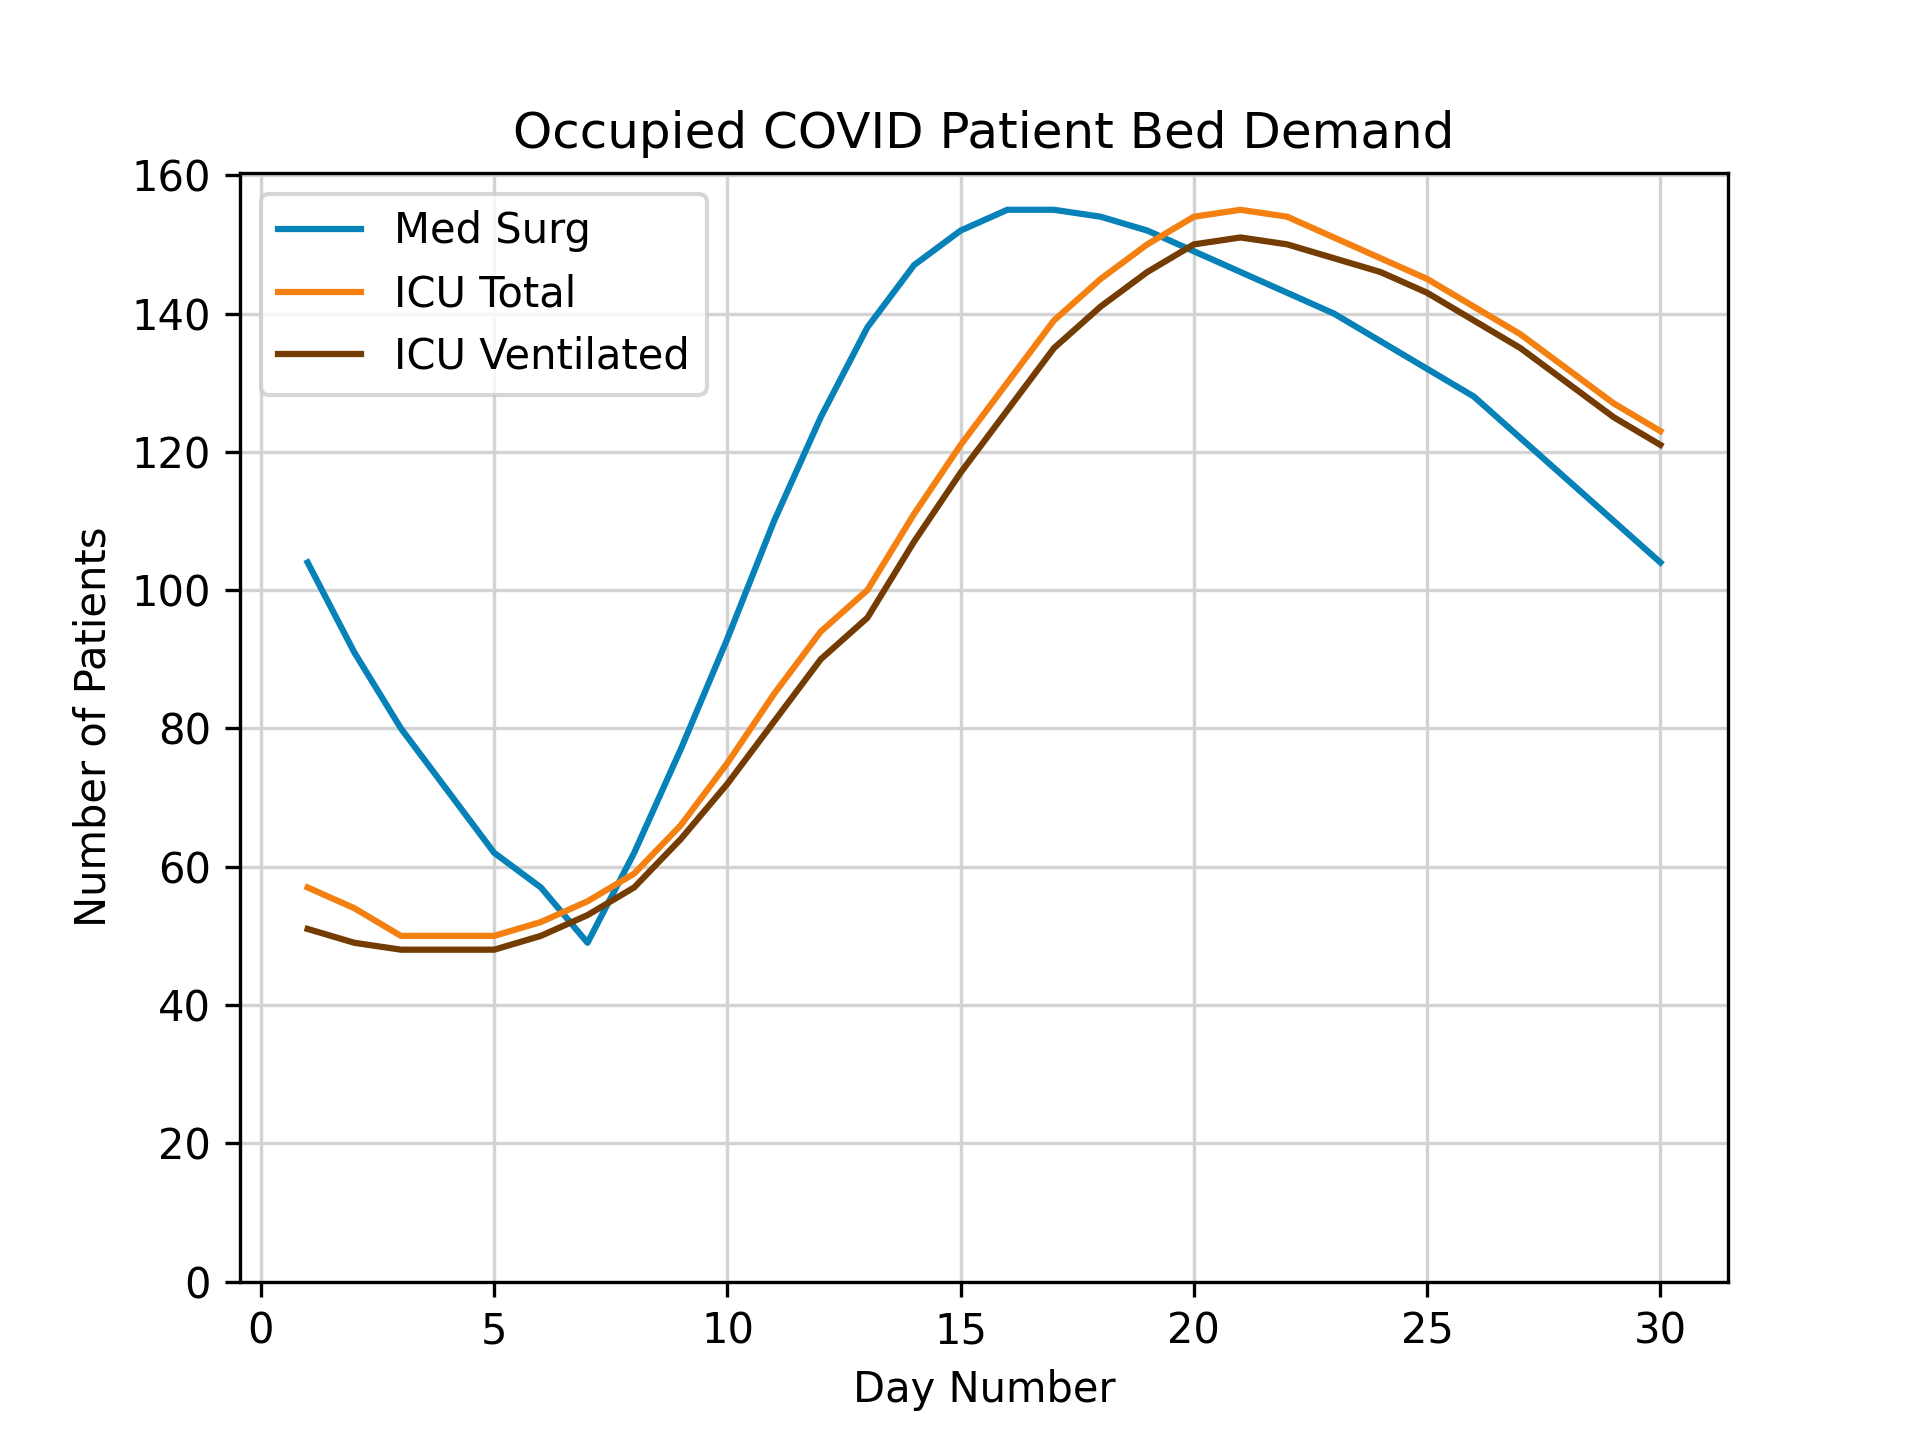 Occupied COVID Patient Bed Demand
Med Surg
ICU Total
ICU Ventilated
Number of Patients
160
140
120
100
80
60
40
20
0
0 5 10 15 20 25 30
Day Number